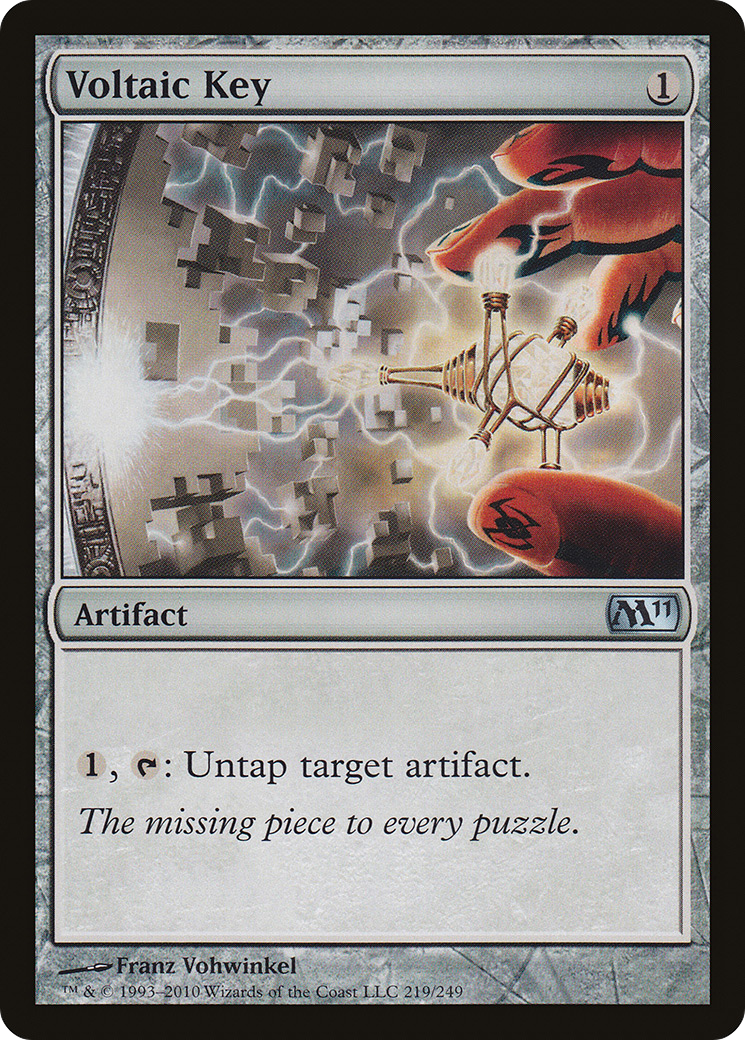 Voltaic Key 1
Artifact M11
1, : Untap target artifact.
The missing piece to every puzzle.
Franz Vohwinkel
™ & © 1993–2010 Wizards of the Coast LLC 219/249